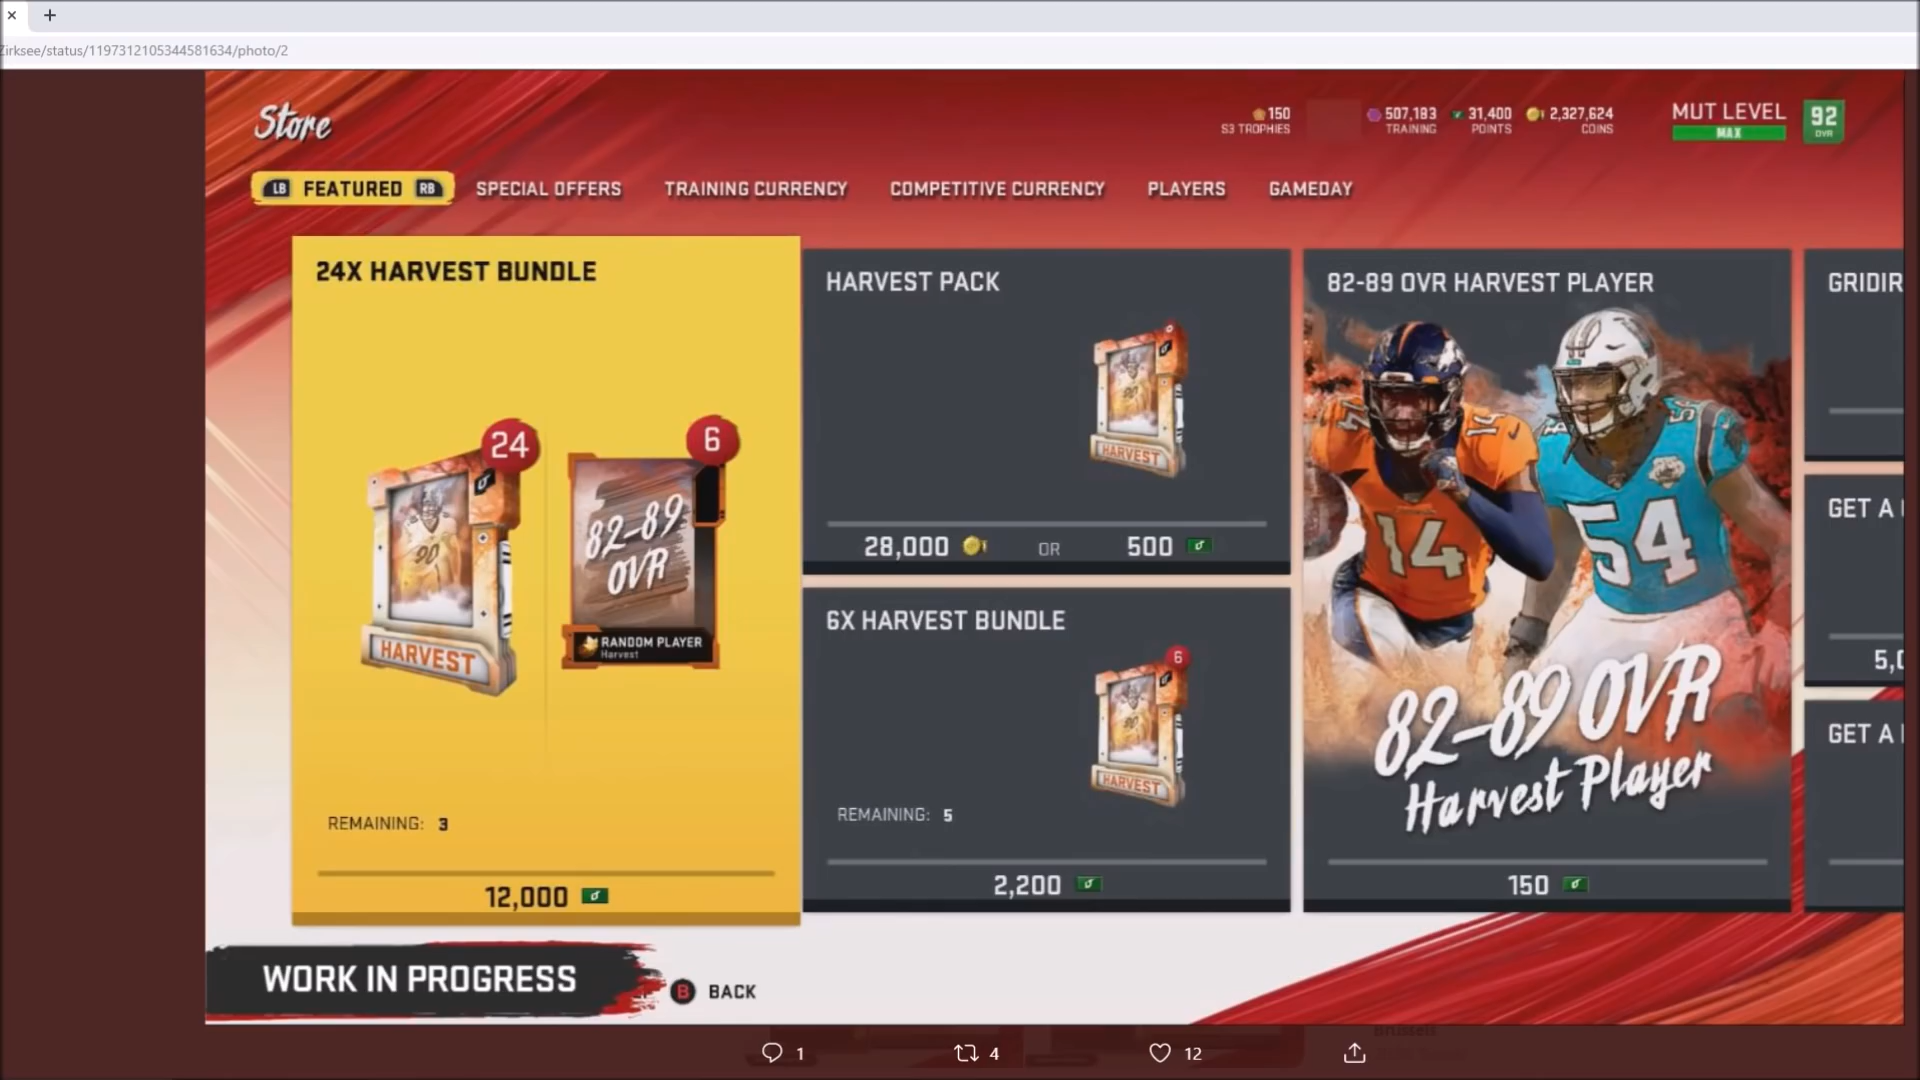 Zirksee/status/1197312105344581634/photo/2
Store
150
S3 TROPHIES
507,183
TRAINING
31,400
POINTS
2,327,624
COINS
MUT LEVEL
MAX
92
OVR
LB FEATURED RB
SPECIAL OFFERS
TRAINING CURRENCY
COMPETITIVE CURRENCY
PLAYERS
GAMEDAY
24X HARVEST BUNDLE
24
HARVEST
6
82-89
OVR
RANDOM PLAYER
Harvest
REMAINING: 3
12,000
HARVEST PACK
HARVEST
28,000 OR 500
6X HARVEST BUNDLE
6
HARVEST
REMAINING: 5
2,200
82-89 OVR HARVEST PLAYER
14
54
82-89 OVR
Harvest Player
150
GRIDIR
GET A
5,0
GET A
WORK IN PROGRESS
B BACK
1
4
12